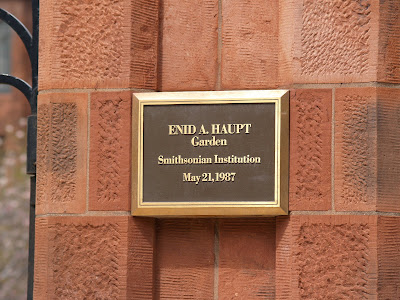 ENID A. HAUPT
Garden
Smithsonian Institution
May 21, 1987